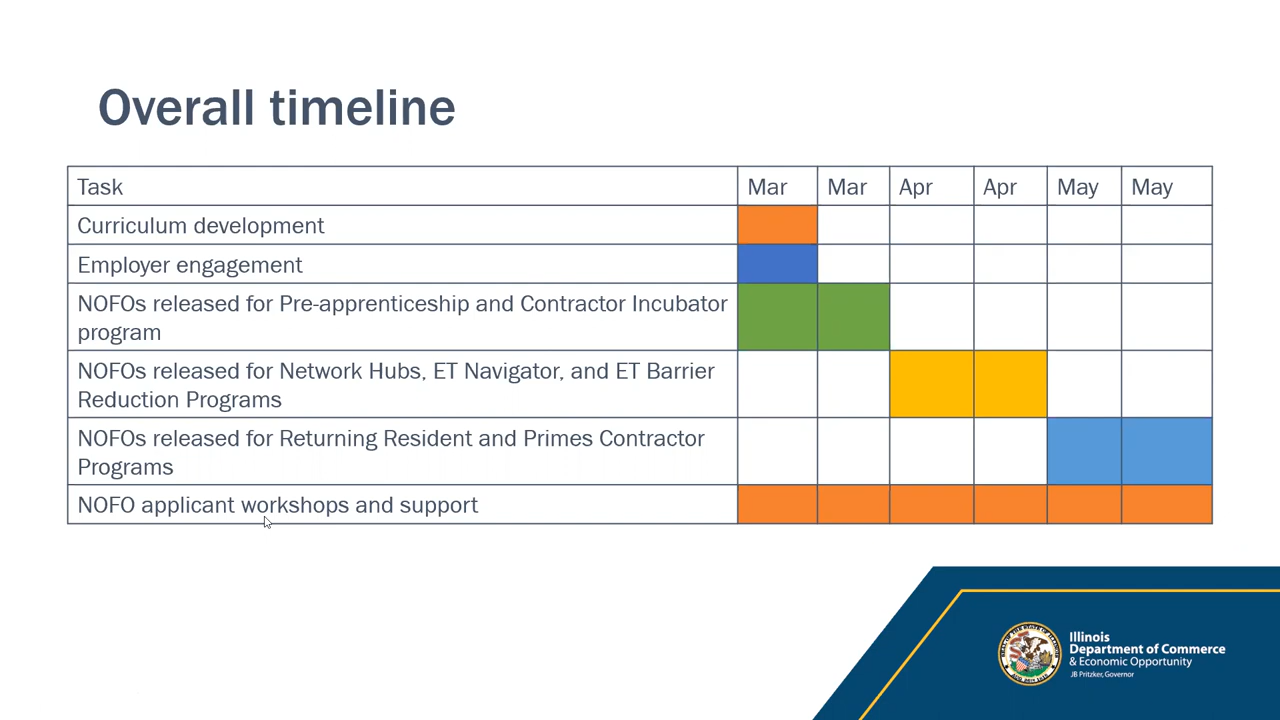 Overall timeline
Task Mar Mar Apr Apr May May
Curriculum development
Employer engagement
NOFOs released for Pre-apprenticeship and Contractor Incubator
program
NOFOs released for Network Hubs, ET Navigator, and ET Barrier
Reduction Programs
NOFOs released for Returning Resident and Primes Contractor
Programs
NOFO applicant workshops and support
Illinois
Department of Commerce
& Economic Opportunity
JB Pritzker, Governor